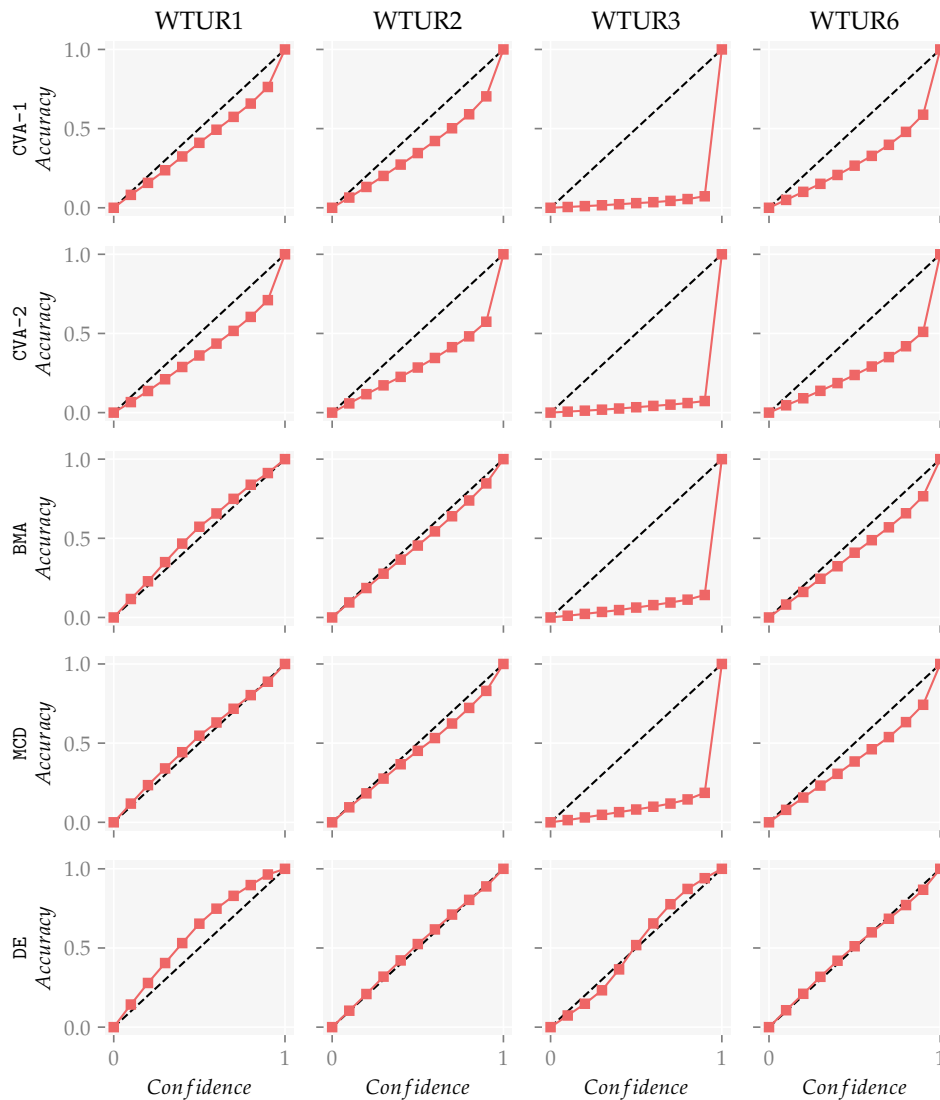 WTUR1 WTUR2 WTUR3 WTUR6
CVA-1
Accuracy
1.0
0.5
0.0
CVA-2
Accuracy
1.0
0.5
0.0
BMA
Accuracy
1.0
0.5
0.0
MCD
Accuracy
1.0
0.5
0.0
DE
Accuracy
1.0
0.5
0.0
0 1 0 1 0 1 0 1
Confidence Confidence Confidence Confidence